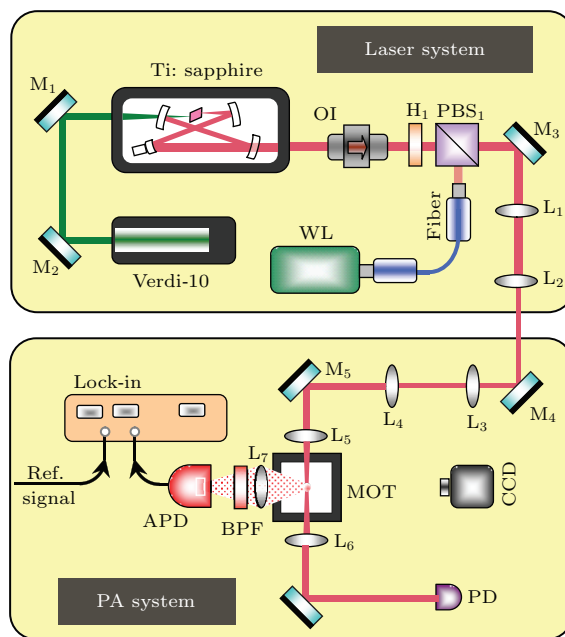 Laser system
M1
Ti: sapphire
OI
H1
PBS1
M3
L1
Fiber
WL
M2
Verdi-10
L2
M5
Lock-in
L4
L3
M4
L5
L7
Ref.
signal
APD
BPF
MOT
CCD
L6
PA system
PD